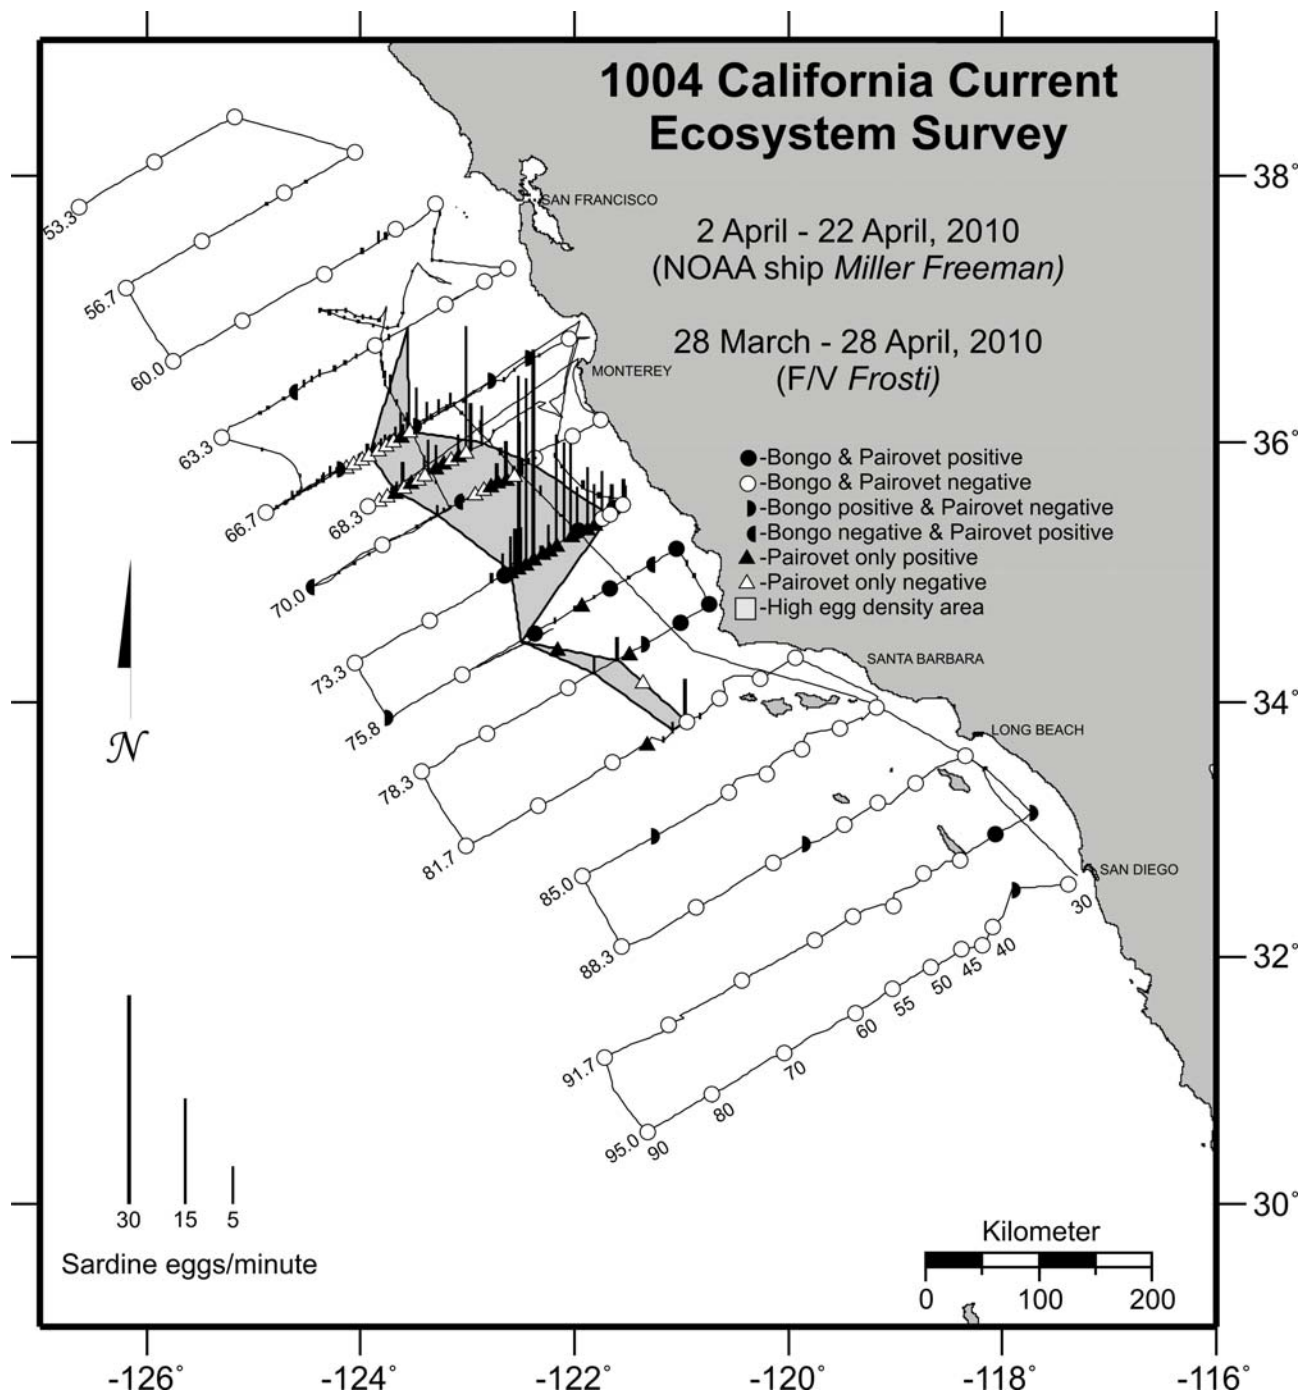 1004 California Current
Ecosystem Survey
2 April - 22 April, 2010
(NOAA ship Miller Freeman)
28 March - 28 April, 2010
(F/V Frosti)
SAN FRANCISCO
MONTEREY
SANTA BARBARA
LONG BEACH
SAN DIEGO
-Bongo & Pairovet positive
-Bongo & Pairovet negative
-Bongo positive & Pairovet negative
-Bongo negative & Pairovet positive
-Pairovet only positive
-Pairovet only negative
-High egg density area
53.3
56.7
60.0
63.3
66.7
68.3
70.0
73.3
75.8
78.3
81.7
85.0
88.3
91.7
95.0
90
80
70
60
55
50
45
40
30
N
38°
36°
34°
32°
30°
30
15
5
Sardine eggs/minute
Kilometer
0
100
200
-126°
-124°
-122°
-120°
-118°
-116°